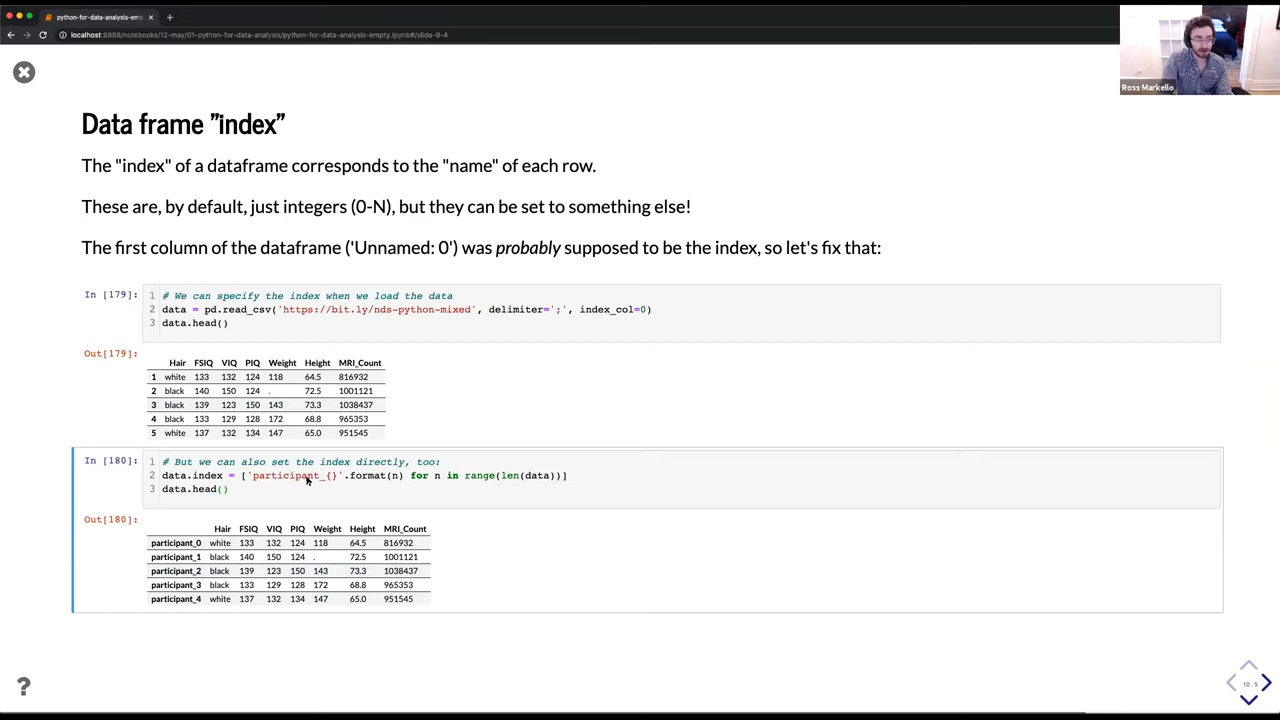 python-for-data-analysis-emp
localhost:8888/notebooks/12-may/01-python-for-data-analysis/python-for-data-analysis-empty.ipynb#/slide-9-4
Ross Markello
Data frame "index"
The "index" of a dataframe corresponds to the "name" of each row.
These are, by default, just integers (0-N), but they can be set to something else!
The first column of the dataframe ('Unnamed: 0') was probably supposed to be the index, so let's fix that:
In [179]:
1 # We can specify the index when we load the data
2 data = pd.read_csv('https://bit.ly/nds-python-mixed', delimiter=';', index_col=0)
3 data.head()
Out[179]:
Hair FSIQ VIQ PIQ Weight Height MRI_Count
1 white 133 132 124 118 64.5 816932
2 black 140 150 124 . 72.5 1001121
3 black 139 123 150 143 73.3 1038437
4 black 133 129 128 172 68.8 965353
5 white 137 132 134 147 65.0 951545
In [180]:
1 # But we can also set the index directly, too:
2 data.index = ['participant_{}'.format(n) for n in range(len(data))]
3 data.head()
Out[180]:
Hair FSIQ VIQ PIQ Weight Height MRI_Count
participant_0 white 133 132 124 118 64.5 816932
participant_1 black 140 150 124 . 72.5 1001121
participant_2 black 139 123 150 143 73.3 1038437
participant_3 black 133 129 128 172 68.8 965353
participant_4 white 137 132 134 147 65.0 951545
?
10.5